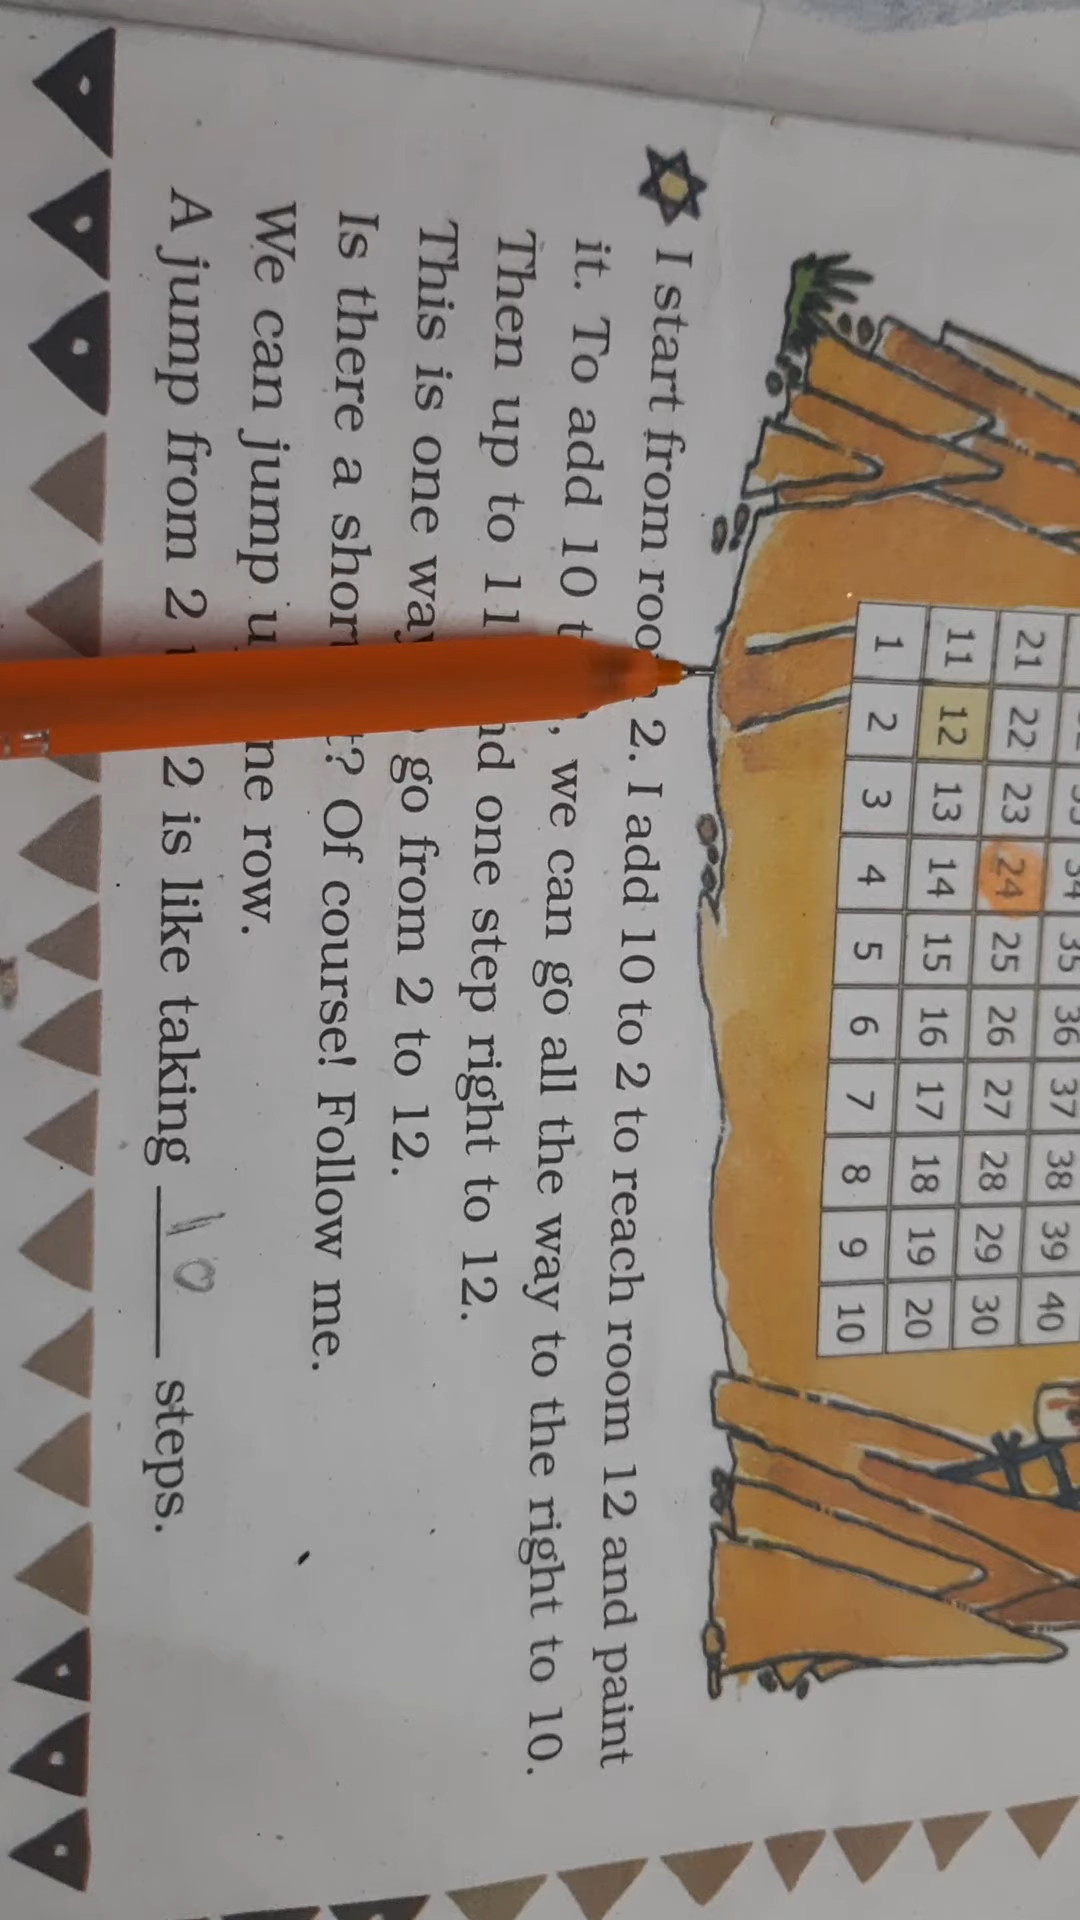 34 35 36 37 38 39 40
21 22 23 24 25 26 27 28 29 30
11 12 13 14 15 16 17 18 19 20
1 2 3 4 5 6 7 8 9 10
I start from 2. I add 10 to 2 to reach room 12 and paint
it. To add 10 , we can go all the way to the right to 10.
Then up to 11 one step right to 12.
This is one go from 2 to 12.
Is there a ? Of course! Follow me.
We can jump row.
A jump from 2 2 is like taking 10 steps.